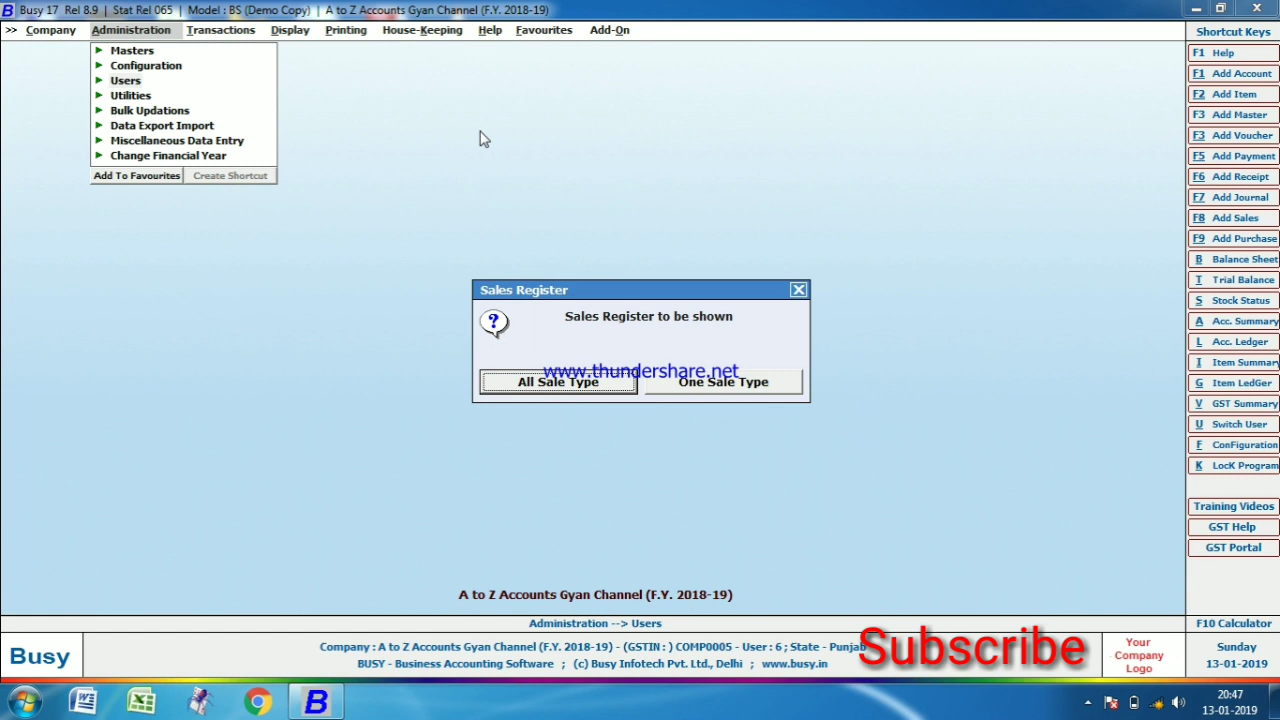 Busy 17 Rel 8.9 | Stat Rel 065 | Model : BS (Demo Copy) | A to Z Accounts Gyan Channel (F.Y. 2018-19)
>> Company Administration Transactions Display Printing House-Keeping Help Favourites Add-On
Masters
Configuration
Users
Utilities
Bulk Updations
Data Export Import
Miscellaneous Data Entry
Change Financial Year
Add To Favourites Create Shortcut
Sales Register
Sales Register to be shown
www.thundershare.net
All Sale Type One Sale Type
Shortcut Keys
F1 Help
F1 Add Account
F2 Add Item
F3 Add Master
F3 Add Voucher
F5 Add Payment
F6 Add Receipt
F7 Add Journal
F8 Add Sales
F9 Add Purchase
B Balance Sheet
T Trial Balance
S Stock Status
A Acc. Summary
L Acc. Ledger
I Item Summary
G Item LedGer
V GST Summary
U Switch User
F ConFiguration
K LocK Program
Training Videos
GST Help
GST Portal
A to Z Accounts Gyan Channel (F.Y. 2018-19)
Administration --> Users
F10 Calculator
Busy
Company : A to Z Accounts Gyan Channel (F.Y. 2018-19) - (GSTIN: ) COMP0005 - User : 6 ; State - Punjab
BUSY - Business Accounting Software ; (c) Busy Infotech Pvt. Ltd., Delhi ; www.busy.in
Subscribe
Your
Company
Logo
Sunday
13-01-2019
20:47
13-01-2019